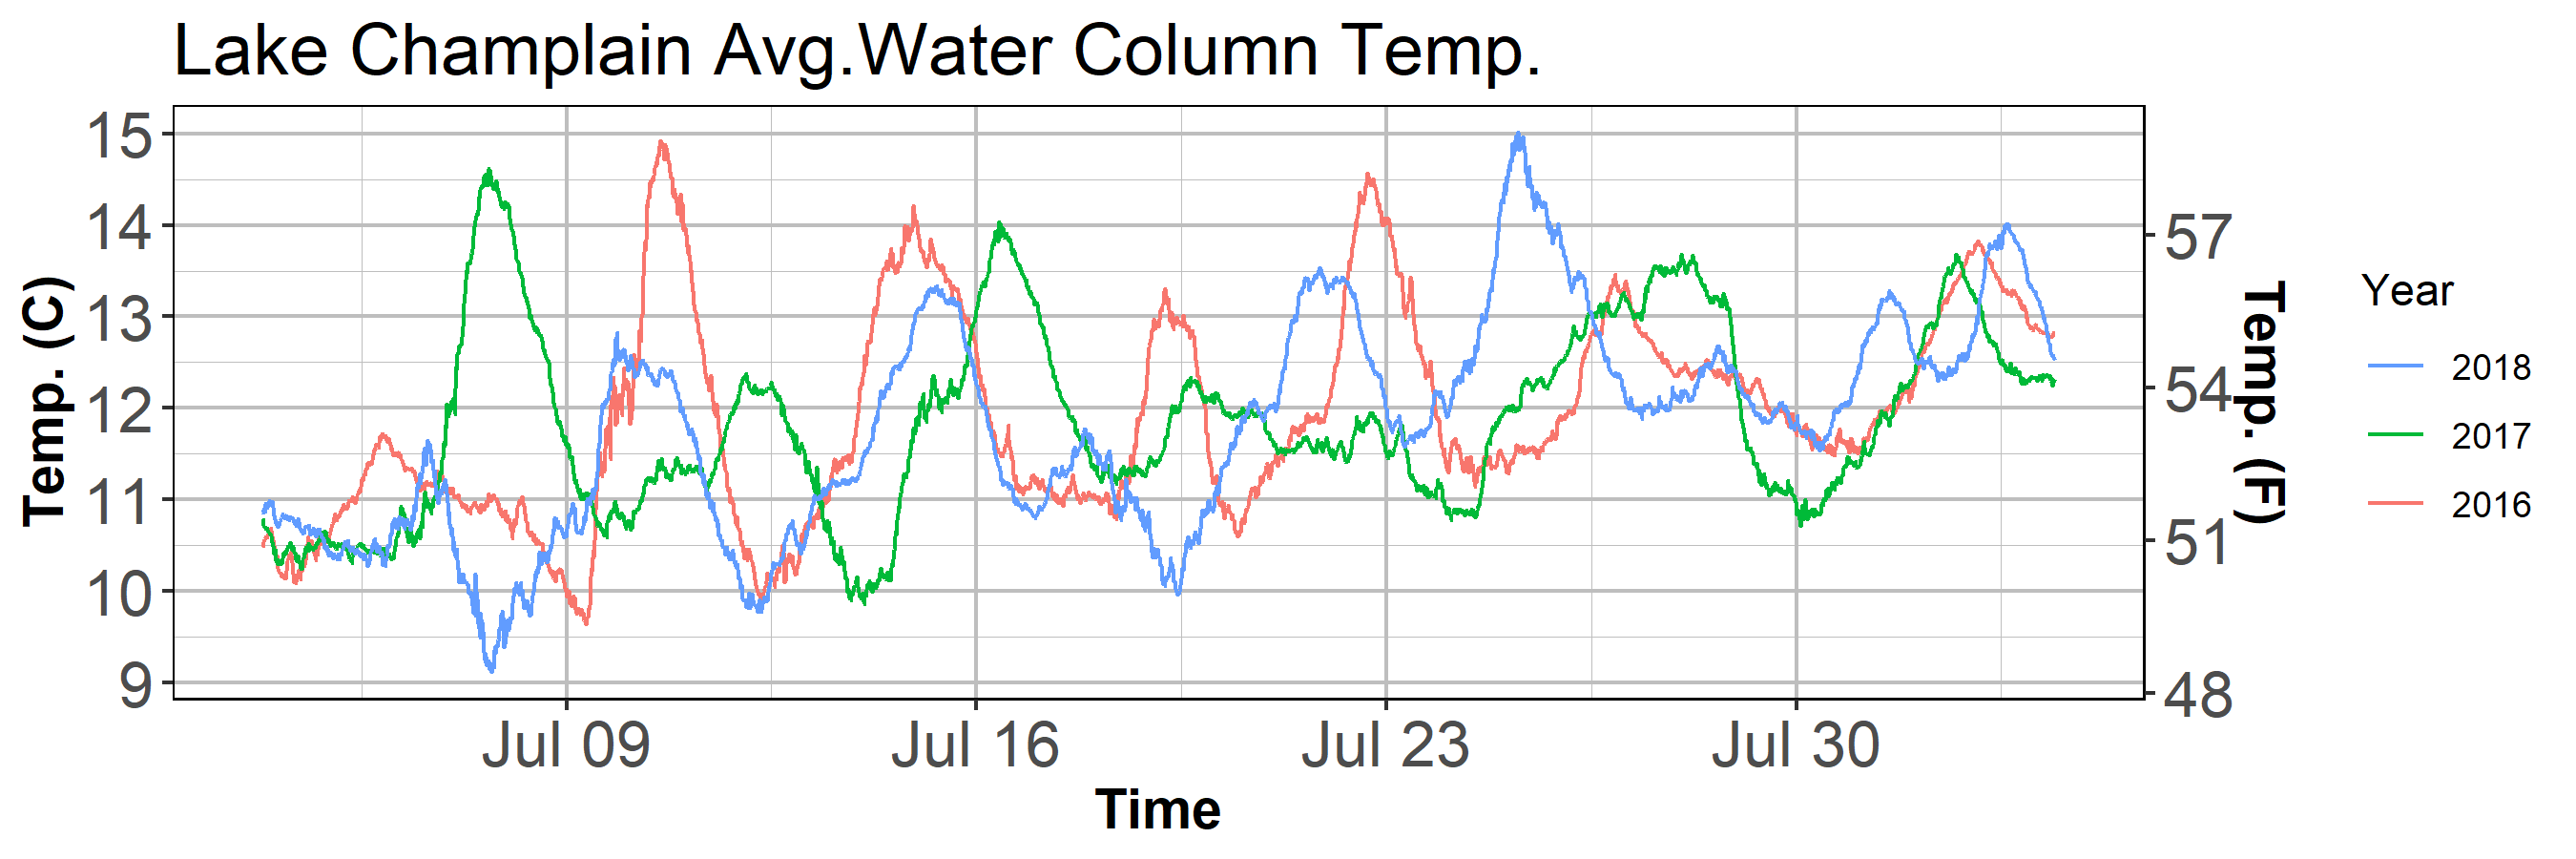 Lake Champlain Avg.Water Column Temp.
15
14
13
12
11
10
9
Temp. (C)
57
54
51
48
Temp. (F)
Jul 09
Jul 16
Jul 23
Jul 30
Time
Year
2018
2017
2016